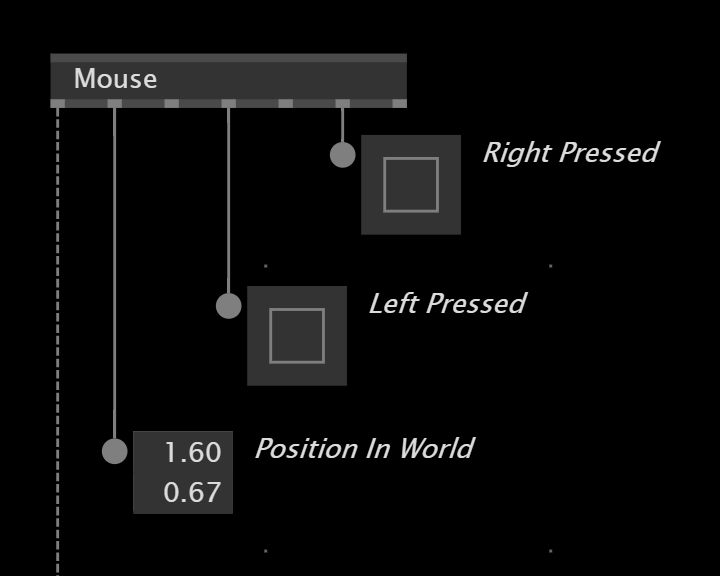 Mouse
Right Pressed
Left Pressed
1.60
0.67
Position In World